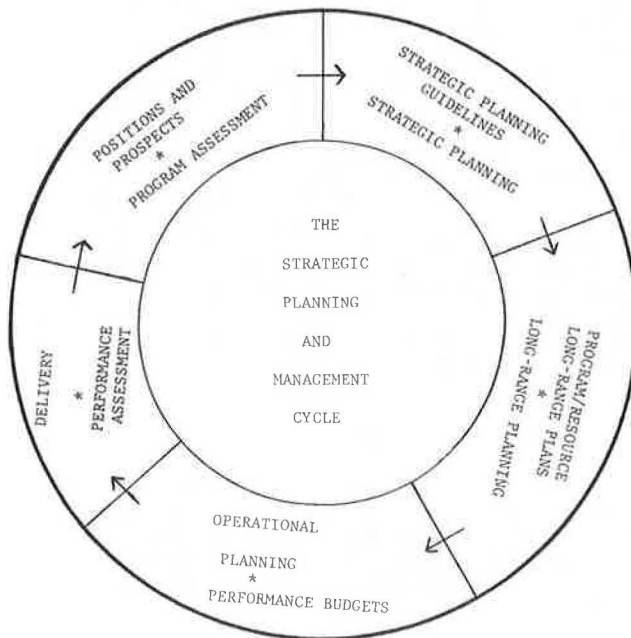 POSITIONS AND
PROSPECTS
*
PROGRAM ASSESSMENT
STRATEGIC PLANNING
GUIDELINES
*
STRATEGIC PLANNING
PROGRAM/RESOURCE
LONG-RANGE PLANS
*
LONG-RANGE PLANNING
OPERATIONAL
PLANNING
*
PERFORMANCE BUDGETS
DELIVERY
*
PERFORMANCE
ASSESSMENT
THE
STRATEGIC
PLANNING
AND
MANAGEMENT
CYCLE